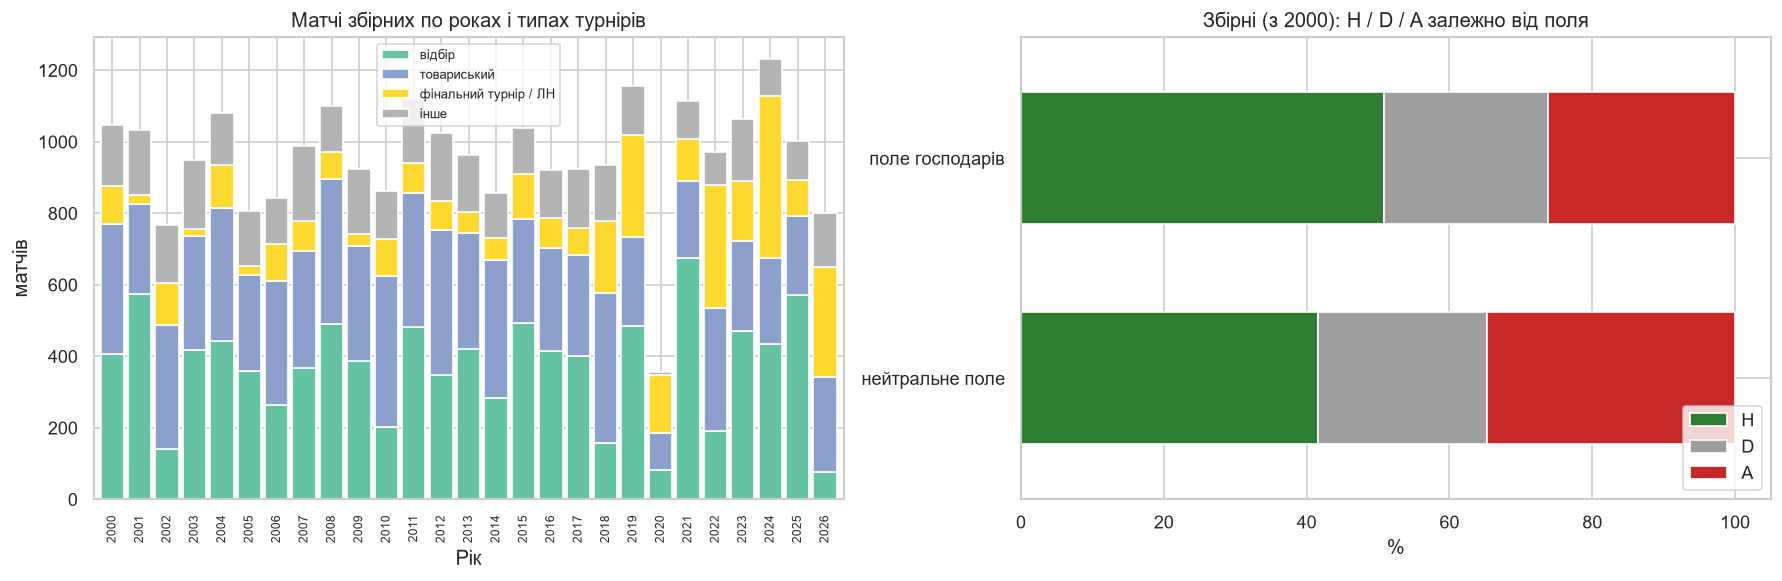 Матчі збірних по роках і типах турнірів
матчів
1200
1000
800
600
400
200
0
відбір
товариський
фінальний турнір / ЛН
інше
2000 2001 2002 2003 2004 2005 2006 2007 2008 2009 2010 2011 2012 2013 2014 2015 2016 2017 2018 2019 2020 2021 2022 2023 2024 2025 2026
Рік
Збірні (з 2000): H / D / A залежно від поля
поле господарів
нейтральне поле
H
D
A
0 20 40 60 80 100
%